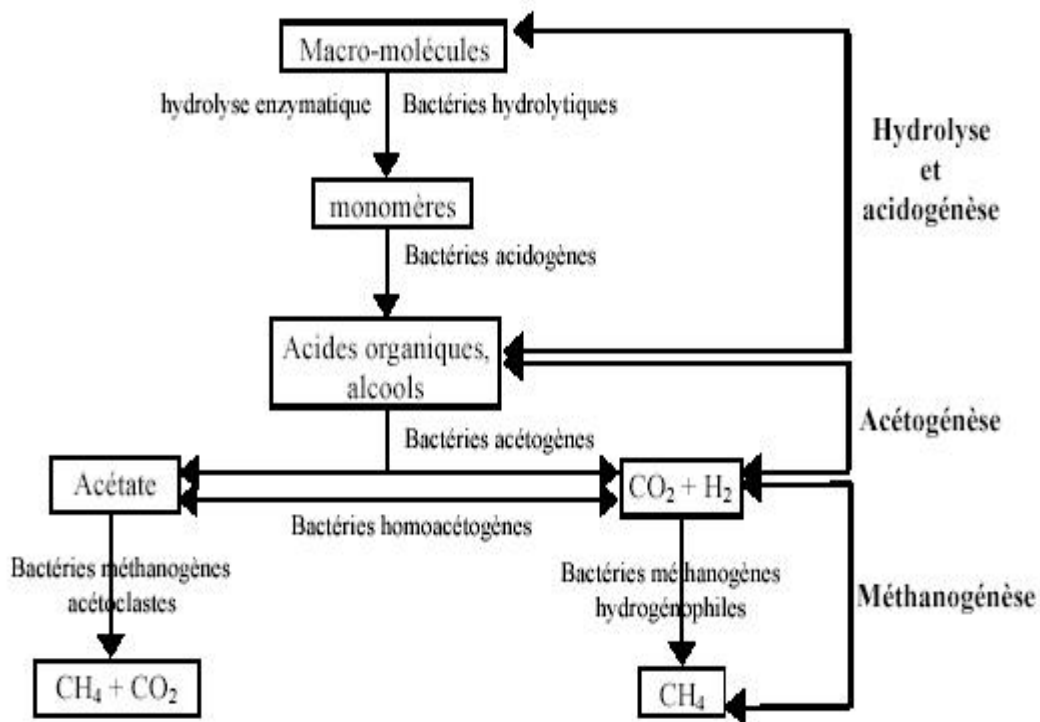 Macro-molécules
hydrolyse enzymatique
Bactéries hydrolytiques
Hydrolyse
et
acidogénèse
monomères
Bactéries acidogènes
Acides organiques,
alcools
Acétogénèse
Bactéries acétogènes
Acétate
CO₂ + H₂
Bactéries homoacétogènes
Bactéries méthanogènes
acétoclastes
Bactéries méthanogènes
hydrogénophiles
Méthanogénèse
CH₄ + CO₂
CH₄